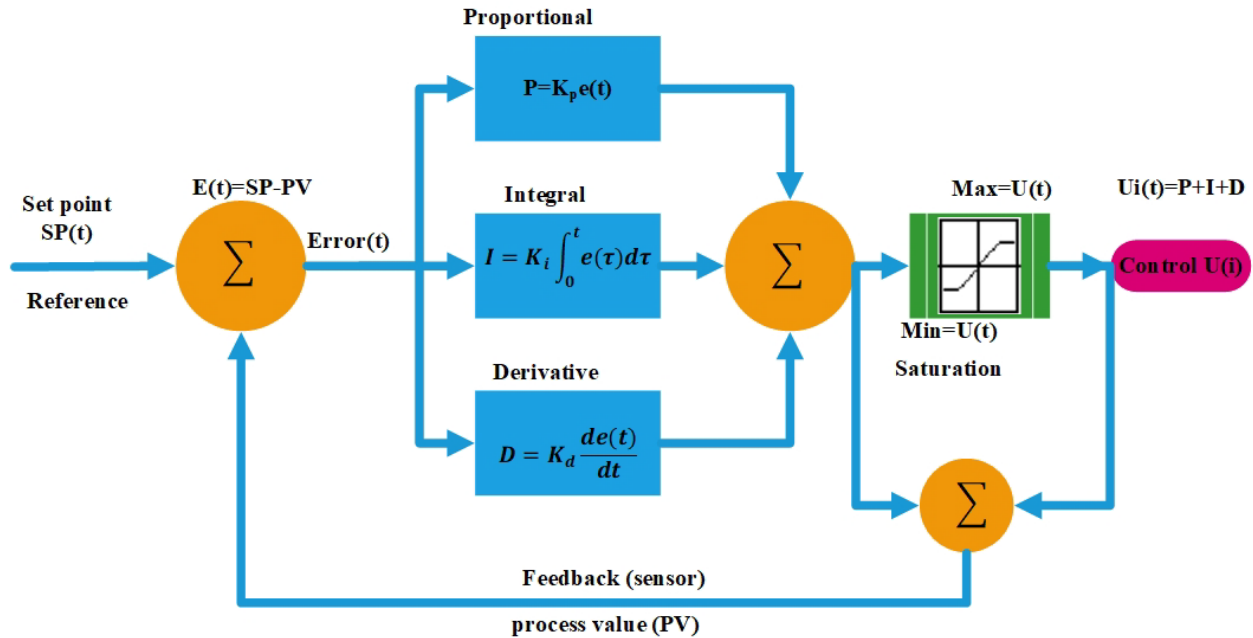 Proportional
P=Kₚe(t)
E(t)=SP-PV
Set point
SP(t)
Reference
∑
Error(t)
Integral
I = Kᵢ ∫₀ᵗ e(τ)dτ
∑
Max=U(t)
Min=U(t)
Saturation
Ui(t)=P+I+D
Control U(i)
Derivative
D = K_d de(t)/dt
∑
Feedback (sensor)
process value (PV)